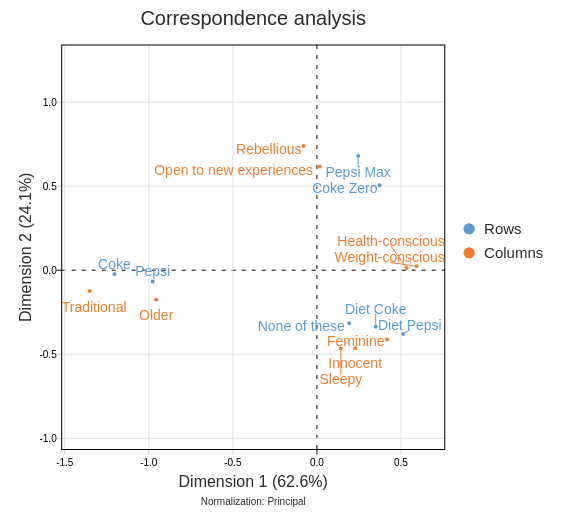 Correspondence analysis
Dimension 2 (24.1%)
1.0
0.5
0.0
-0.5
-1.0
Rebellious
Open to new experiences
Pepsi Max
Coke Zero
Health-conscious
Weight-conscious
Coke
Pepsi
Traditional
Older
Diet Coke
None of these
Diet Pepsi
Feminine
Innocent
Sleepy
Rows
Columns
-1.5
-1.0
-0.5
0.0
0.5
Dimension 1 (62.6%)
Normalization: Principal